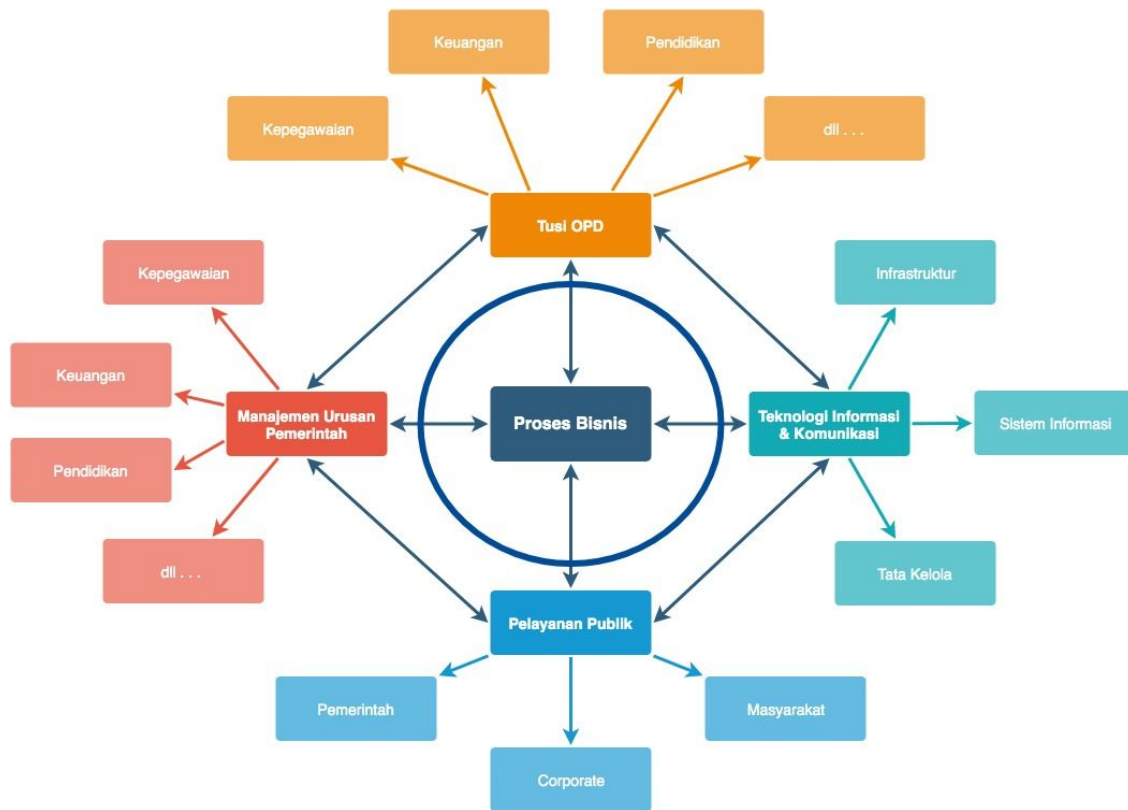 Keuangan
Pendidikan
Kepegawaian
dll . . .
Tusi OPD
Kepegawaian
Infrastruktur
Keuangan
Manajemen Urusan
Pemerintah
Proses Bisnis
Teknologi Informasi
& Komunikasi
Sistem Informasi
Pendidikan
dll . . .
Tata Kelola
Pelayanan Publik
Pemerintah
Masyarakat
Corporate